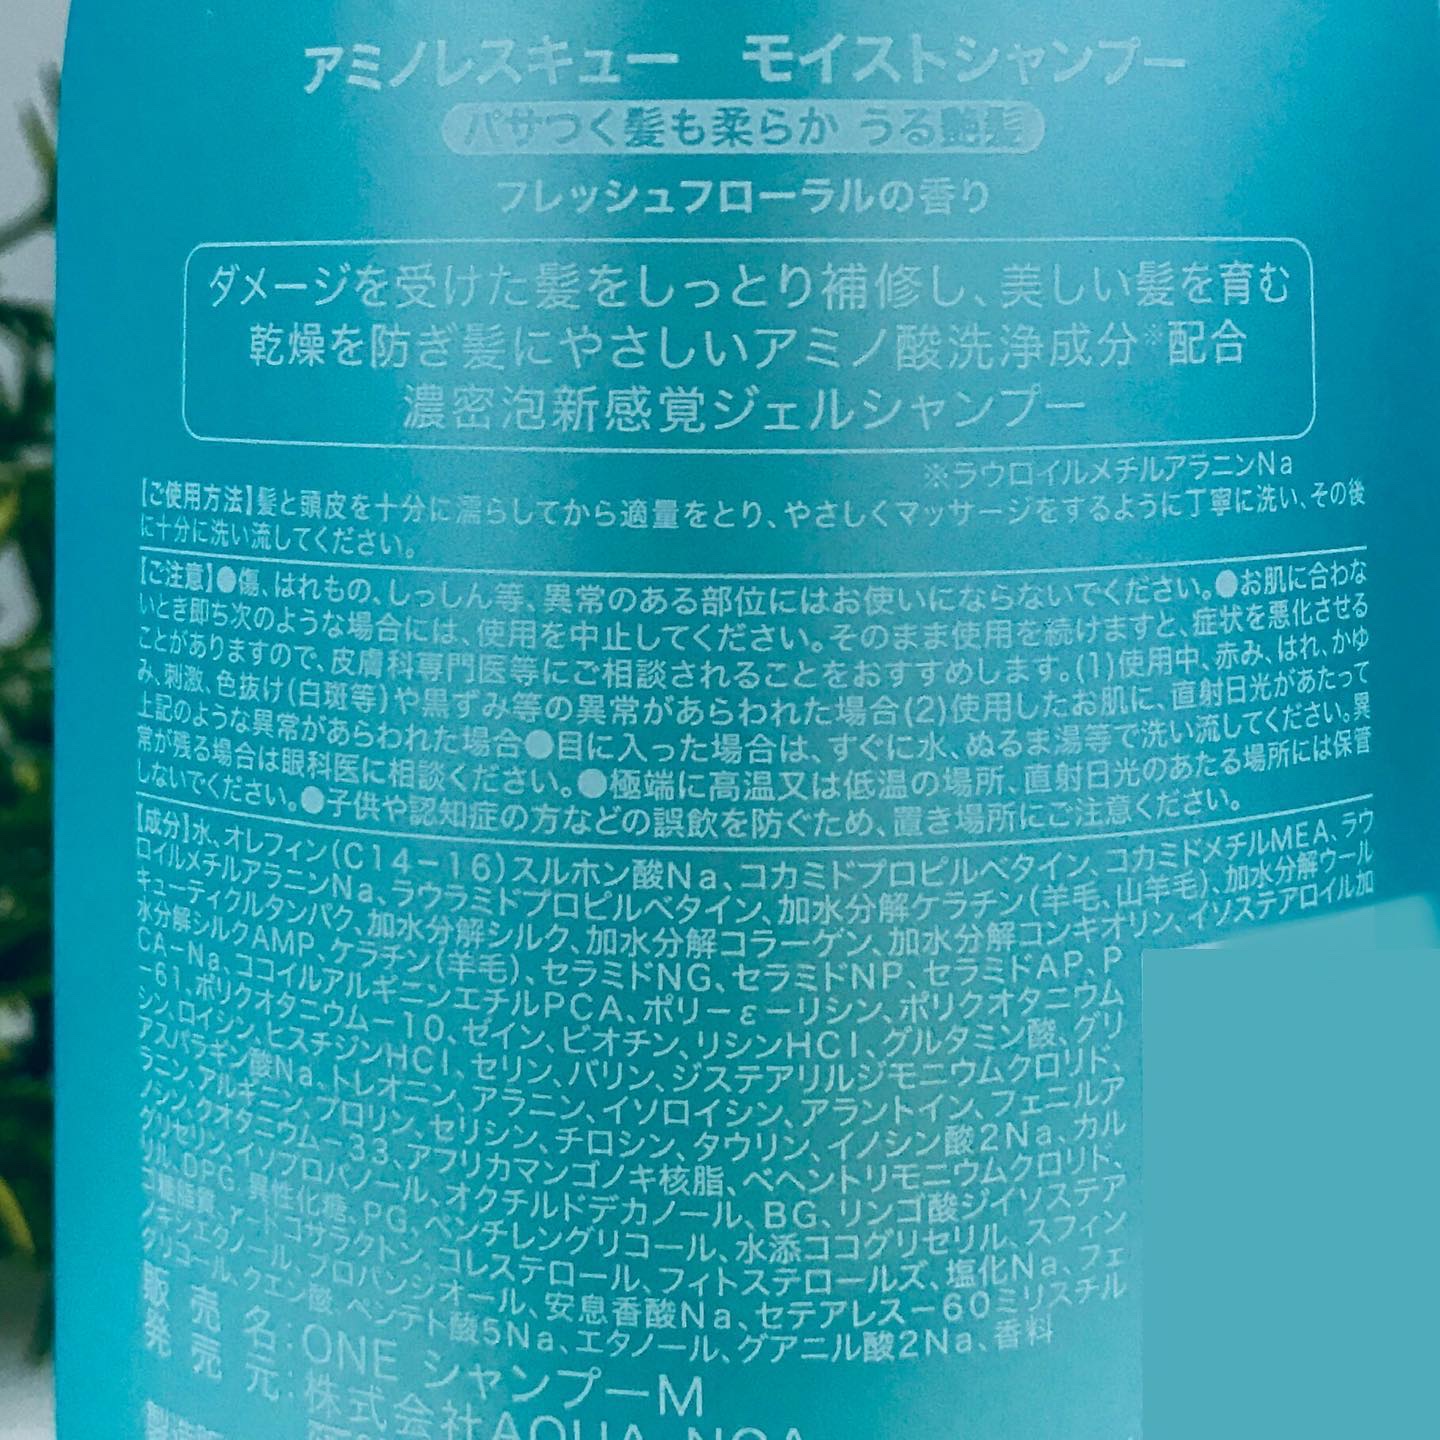 アミノレスキュー　モイストシャンプー
パサつく髪も柔らか うる艶髪
フレッシュフローラルの香り
ダメージを受けた髪をしっとり補修し、美しい髪を育む
乾燥を防ぎ髪にやさしいアミノ酸洗浄成分※配合
濃密泡新感覚ジェルシャンプー
※ラウロイルメチルアラニンNa
【ご使用方法】髪と頭皮を十分に濡らしてから適量をとり、やさしくマッサージをするように丁寧に洗い、その後
に十分に洗い流してください。
【ご注意】●傷、はれもの、しっしん等、異常のある部位にはお使いにならないでください。●お肌に合わな
いとき即ち次のような場合には、使用を中止してください。そのまま使用を続けますと、症状を悪化させる
ことがありますので、皮膚科専門医等にご相談されることをおすすめします。(1)使用中、赤み、はれ、かゆ
み、刺激、色抜け(白斑等)や黒ずみ等の異常があらわれた場合(2)使用したお肌に、直射日光があたって
上記のような異常があらわれた場合●目に入った場合は、すぐに水、ぬるま湯等で洗い流してください。異
常が残る場合は眼科医に相談ください。●極端に高温又は低温の場所、直射日光のあたる場所には保管
しないでください。●子供や認知症の方などの誤飲を防ぐため、置き場所にご注意ください。
【成分】水、オレフィン(C14－16)スルホン酸Na、コカミドプロピルベタイン、コカミドメチルMEA、ラウ
ロイルメチルアラニンNa、ラウラミドプロピルベタイン、加水分解ケラチン(羊毛、山羊毛)、加水分解ウール
キューティクルタンパク、加水分解シルク、加水分解コラーゲン、加水分解コンキオリン、イソステアロイル加
水分解シルクAMP、ケラチン(羊毛)、セラミドNG、セラミドNP、セラミドAP、P
CA－Na、ココイルアルギニンエチルPCA、ポリ－ε－リシン、ポリクオタニウム
－61、ポリクオタニウム－10、ゼイン、ビオチン、リシンHCl、グルタミン酸、グリ
シン、ロイシン、ヒスチジンHCl、セリン、バリン、ジステアリルジモニウムクロリド、
アスパラギン酸Na、トレオニン、アラニン、イソロイシン、アラントイン、フェニルア
ラニン、アルギニン、プロリン、セリシン、チロシン、タウリン、イノシン酸2Na、カル
ノシン、クオタニウム－33、アフリカマンゴノキ核脂、ベヘントリモニウムクロリド、
グリセリン、イソプロパノール、オクチルドデカノール、BG、リンゴ酸ジイソステア
リル、DPG、異性化糖、PG、ペンチレングリコール、水添ココグリセリル、スフィン
ゴ糖脂質、アードコサラクトン、コレステロール、フィトステロールズ、塩化Na、フェ
ノキシエタノール、プロパンジオール、安息香酸Na、セテアレス－60ミリスチル
グリコール、クエン酸、ペンテト酸5Na、エタノール、グアニル酸2Na、香料
販　売　名：ONE シャンプーM
発　売　元：株式会社AQUA NOA